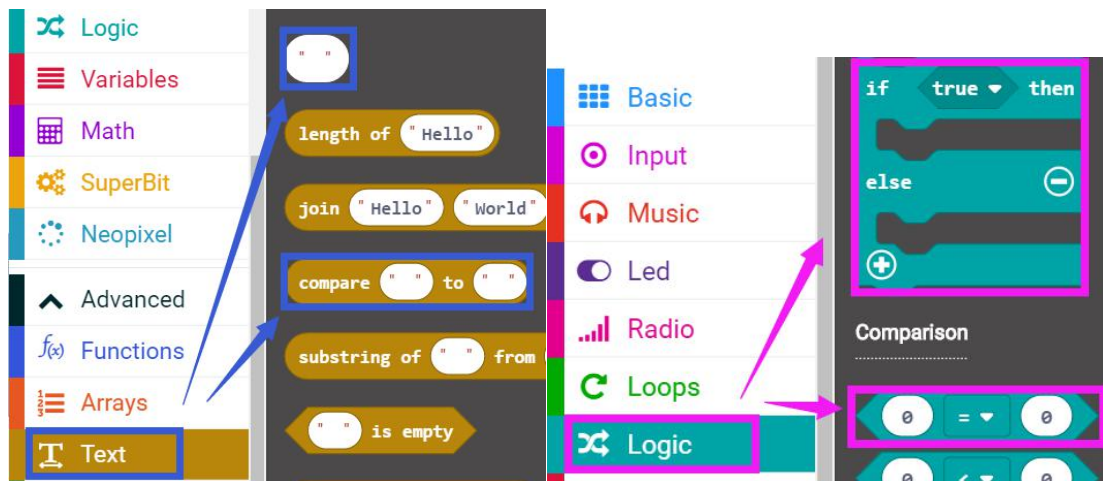 Logic
Variables
Math
SuperBit
Neopixel
Advanced
f(x) Functions
Arrays
T Text
" "
length of "Hello"
join "Hello" "World"
compare " " to " "
substring of " " from
" " is empty
Basic
Input
Music
Led
Radio
Loops
Logic
if true then
else
Comparison
0 = 0
0 < 0